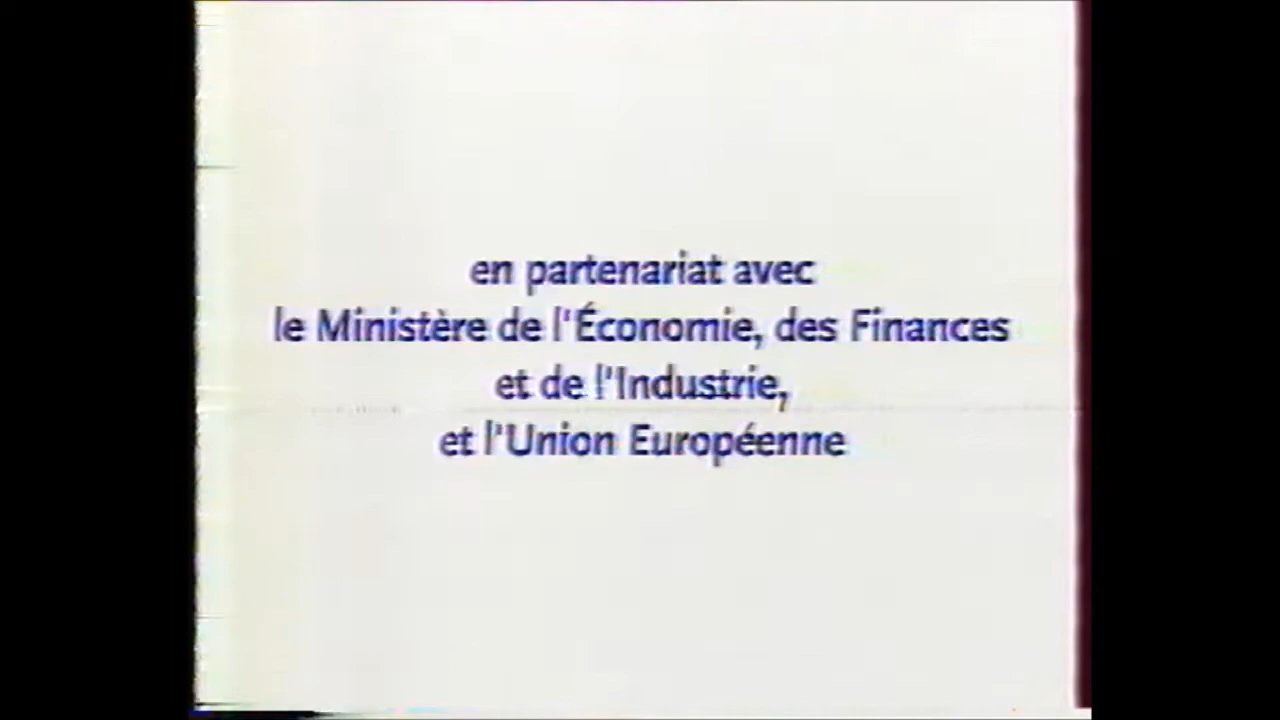 en partenariat avec
le Ministère de l'Économie, des Finances
et de l'Industrie,
et l'Union Européenne